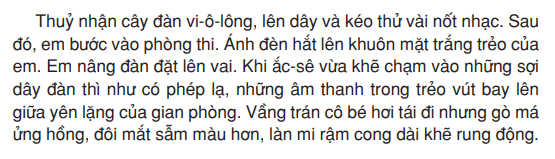 Thuỷ nhận cây đàn vi-ô-lông, lên dây và kéo thử vài nốt nhạc. Sau
đó, em bước vào phòng thi. Ánh đèn hắt lên khuôn mặt trắng trẻo của
em. Em nâng đàn đặt lên vai. Khi ắc-sê vừa khẽ chạm vào những sợi
dây đàn thì như có phép lạ, những âm thanh trong trẻo vút bay lên
giữa yên lặng của gian phòng. Vầng trán cô bé hơi tái đi nhưng gò má
ửng hồng, đôi mắt sẫm màu hơn, làn mi rậm cong dài khẽ rung động.